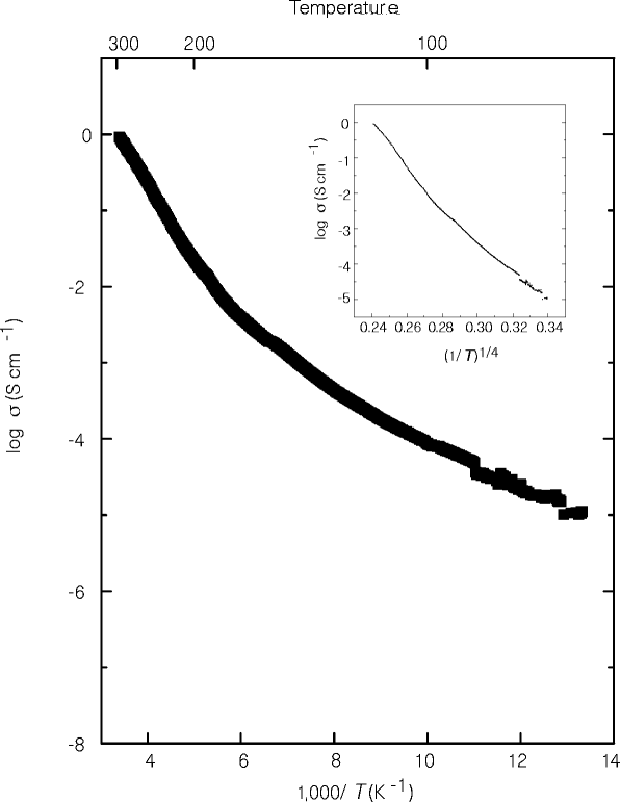 Temperature
300 200 100
0
-2
-4
-6
-8
log σ (S cm⁻¹)
4 6 8 10 12 14
1,000/ T(K⁻¹)
0
-1
-2
-3
-4
-5
log σ (S cm⁻¹)
0.24 0.26 0.28 0.30 0.32 0.34
(1/T)¹/⁴